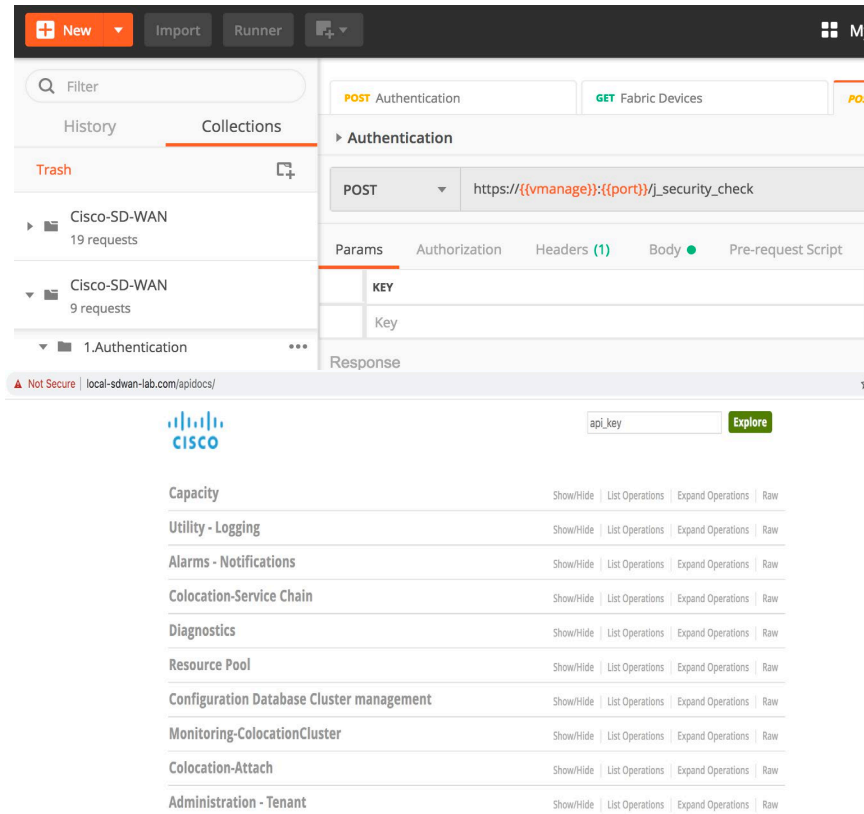 New Import Runner M
Filter
History Collections
Trash
Cisco-SD-WAN
19 requests
Cisco-SD-WAN
9 requests
1.Authentication
POST Authentication GET Fabric Devices
Authentication
POST https://{{vmanage}}:{{port}}/j_security_check
Params Authorization Headers (1) Body Pre-request Script
KEY
Key
Response
Not Secure local-sdwan-lab.com/apidocs/
CISCO
api_key Explore
Capacity Show/Hide List Operations Expand Operations Raw
Utility - Logging Show/Hide List Operations Expand Operations Raw
Alarms - Notifications Show/Hide List Operations Expand Operations Raw
Colocation-Service Chain Show/Hide List Operations Expand Operations Raw
Diagnostics Show/Hide List Operations Expand Operations Raw
Resource Pool Show/Hide List Operations Expand Operations Raw
Configuration Database Cluster management Show/Hide List Operations Expand Operations Raw
Monitoring-ColocationCluster Show/Hide List Operations Expand Operations Raw
Colocation-Attach Show/Hide List Operations Expand Operations Raw
Administration - Tenant Show/Hide List Operations Expand Operations Raw